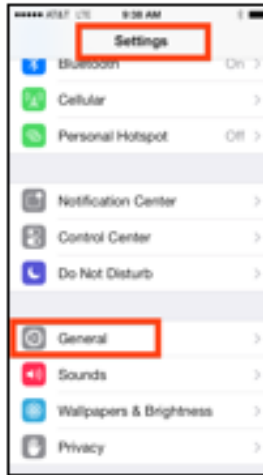 AT&T LTE 9:38 AM
Settings
Bluetooth On
Cellular
Personal Hotspot Off
Notification Center
Control Center
Do Not Disturb
General
Sounds
Wallpapers & Brightness
Privacy